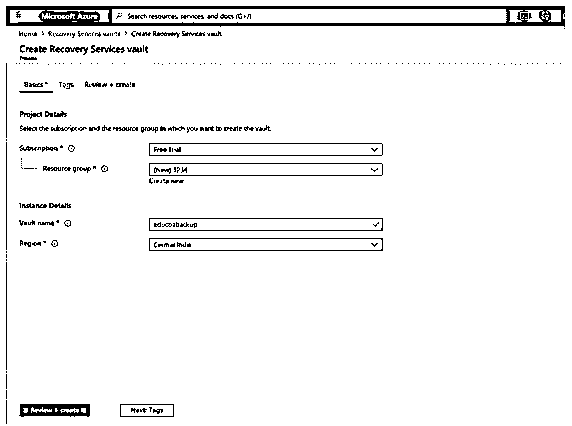 Microsoft Azure
Search resources, services, and docs (G+/)
Home > Recovery Services vaults > Create Recovery Services vault
Create Recovery Services vault
Preview
Basics * Tags Review + create
Project Details
Select the subscription and the resource group in which you want to create the vault.
Subscription * Free Trial
Resource group * (New) 1234
Create new
Instance Details
Vault name * educbabackup
Region * Central India
Review + create Next: Tags